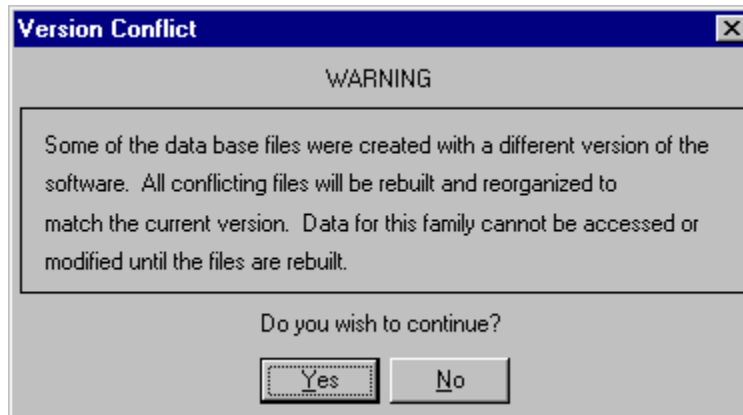 Version Conflict
WARNING
Some of the data base files were created with a different version of the
software.  All conflicting files will be rebuilt and reorganized to
match the current version.  Data for this family cannot be accessed or
modified until the files are rebuilt.
Do you wish to continue?
Yes No